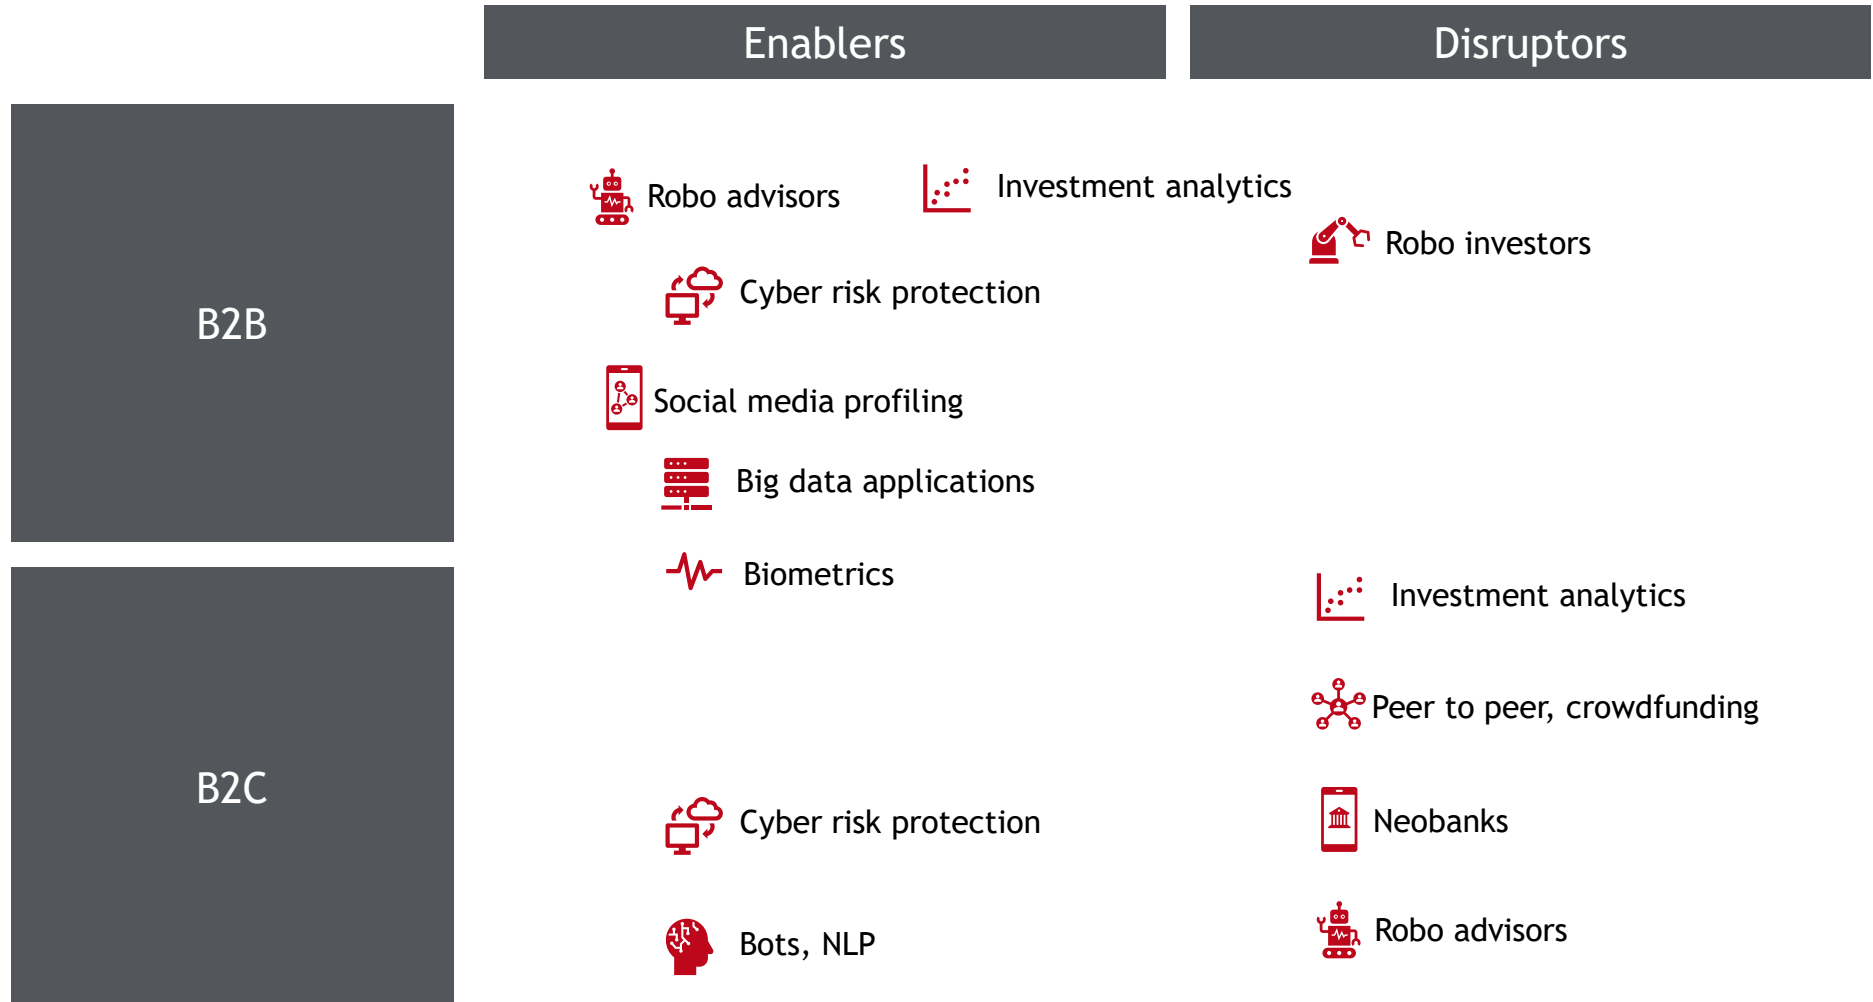 Enablers
Disruptors
B2B
Robo advisors
Investment analytics
Robo investors
Cyber risk protection
Social media profiling
Big data applications
B2C
Biometrics
Investment analytics
Peer to peer, crowdfunding
Cyber risk protection
Neobanks
Bots, NLP
Robo advisors